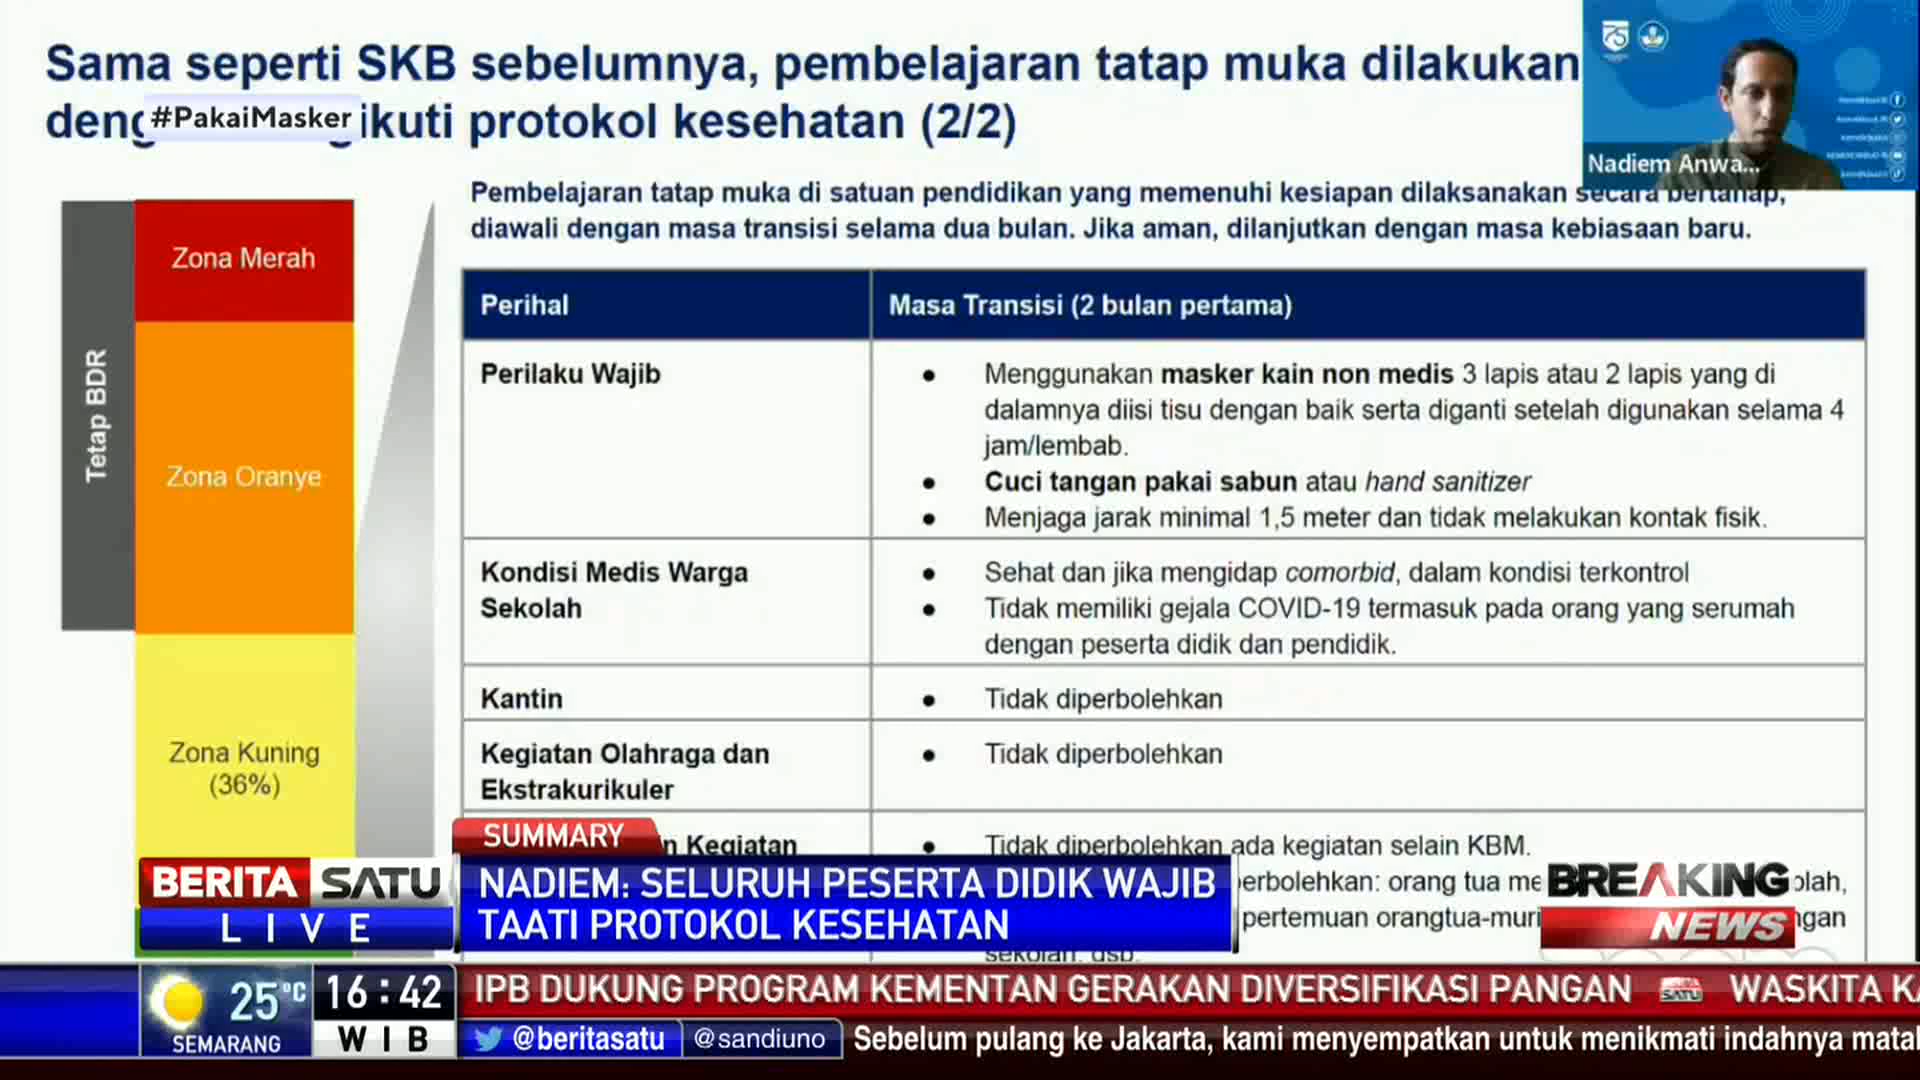 Sama seperti SKB sebelumnya, pembelajaran tatap muka dilakukan
#PakaiMasker
ikuti protokol kesehatan (2/2)
Nadiem Anwa...
Pembelajaran tatap muka di satuan pendidikan yang memenuhi kesiapan dilaksanakan secara bertahap,
diawali dengan masa transisi selama dua bulan. Jika aman, dilanjutkan dengan masa kebiasaan baru.
Tetap BDR
Zona Merah
Zona Oranye
Zona Kuning
(36%)
Perihal
Masa Transisi (2 bulan pertama)
Perilaku Wajib
● Menggunakan masker kain non medis 3 lapis atau 2 lapis yang di
dalamnya diisi tisu dengan baik serta diganti setelah digunakan selama 4
jam/lembab.
● Cuci tangan pakai sabun atau hand sanitizer
● Menjaga jarak minimal 1,5 meter dan tidak melakukan kontak fisik.
Kondisi Medis Warga
Sekolah
● Sehat dan jika mengidap comorbid, dalam kondisi terkontrol
● Tidak memiliki gejala COVID-19 termasuk pada orang yang serumah
dengan peserta didik dan pendidik.
Kantin
● Tidak diperbolehkan
Kegiatan Olahraga dan
Ekstrakurikuler
● Tidak diperbolehkan
Kegiatan
● Tidak diperbolehkan ada kegiatan selain KBM.
orang tua
pertemuan
sekolah, dsb.
SUMMARY
NADIEM: SELURUH PESERTA DIDIK WAJIB
TAATI PROTOKOL KESEHATAN
BERITA SATU
LIVE
BREAKING
NEWS
25°C
SEMARANG
16:42
WIB
IPB DUKUNG PROGRAM KEMENTAN GERAKAN DIVERSIFIKASI PANGAN
WASKITA
@beritasatu
@sandiuno
Sebelum pulang ke Jakarta, kami menyempatkan untuk menikmati indahnya